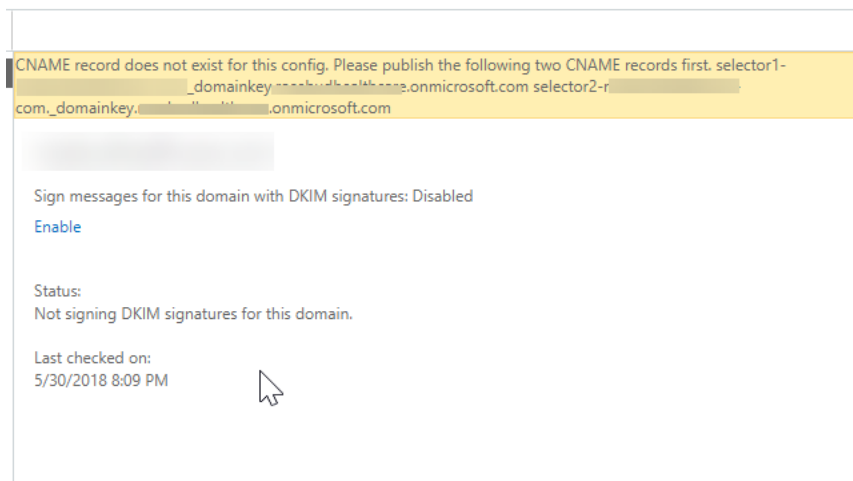 CNAME record does not exist for this config. Please publish the following two CNAME records first. selector1-
_domainkey .onmicrosoft.com selector2-r
com._domainkey. .onmicrosoft.com
Sign messages for this domain with DKIM signatures: Disabled
Enable
Status:
Not signing DKIM signatures for this domain.
Last checked on:
5/30/2018 8:09 PM